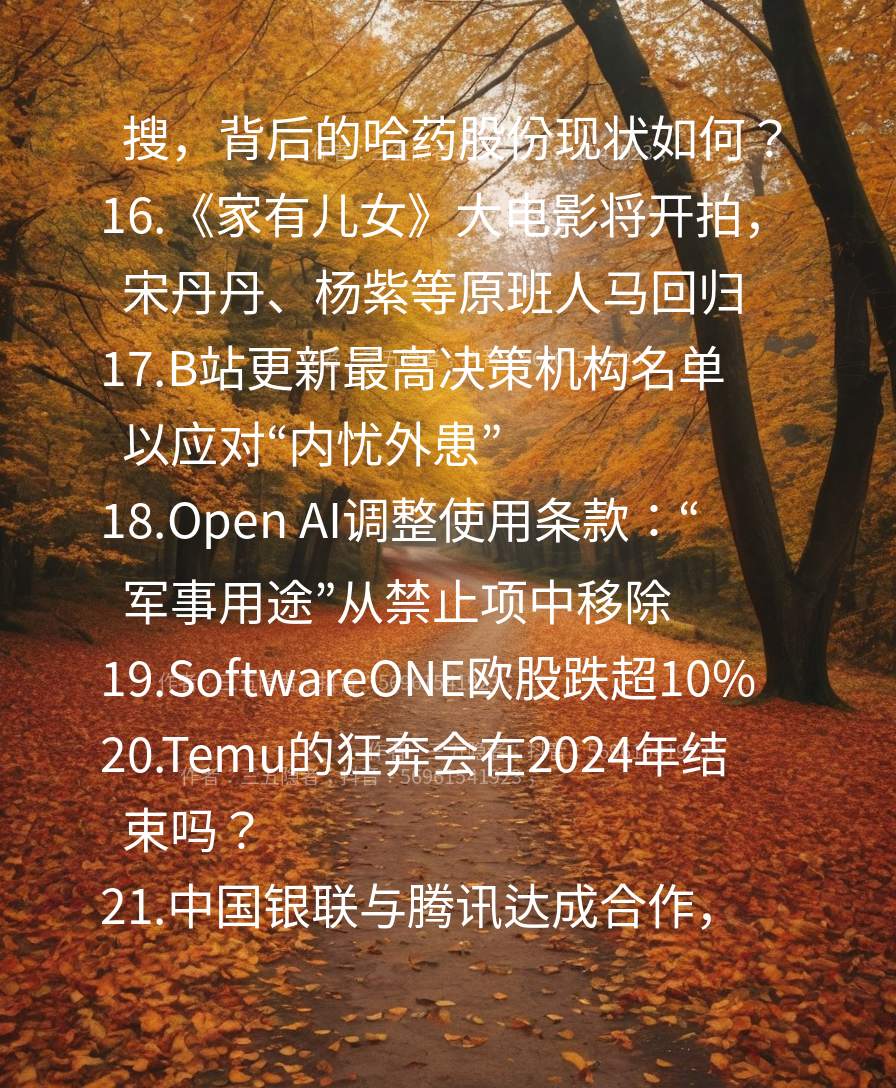 搜，背后的哈药股份现状如何？
16.《家有儿女》大电影将开拍，
宋丹丹、杨紫等原班人马回归
17.B站更新最高决策机构名单
以应对“内忧外患”
18.Open AI调整使用条款：“
军事用途”从禁止项中移除
19.SoftwareONE欧股跌超10%
20.Temu的狂奔会在2024年结
束吗？
21.中国银联与腾讯达成合作，